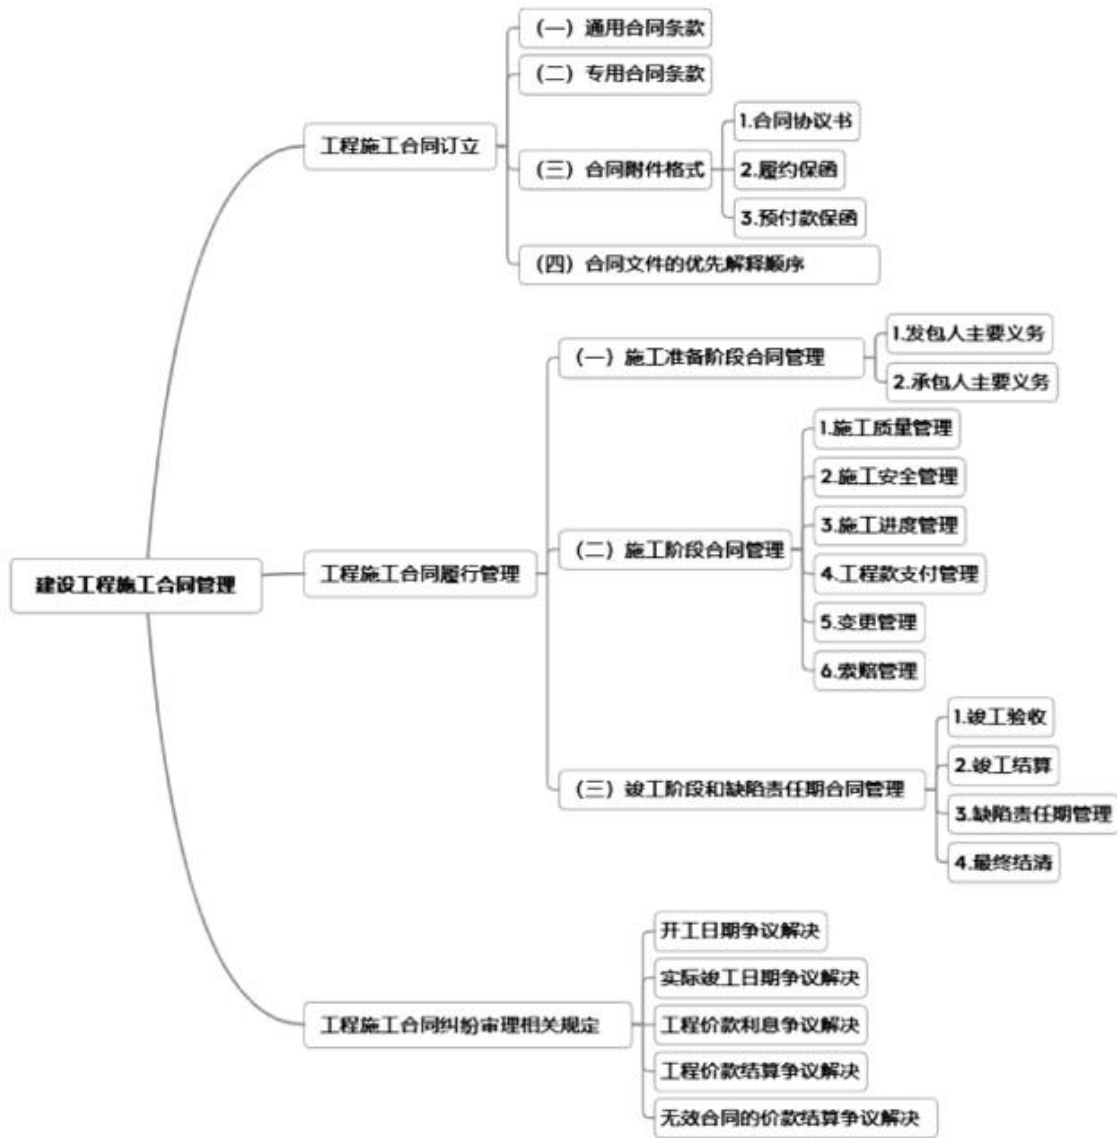 建设工程施工合同管理
工程施工合同订立
（一）通用合同条款
（二）专用合同条款
（三）合同附件格式
1.合同协议书
2.履约保函
3.预付款保函
（四）合同文件的优先解释顺序
工程施工合同履行管理
（一）施工准备阶段合同管理
1.发包人主要义务
2.承包人主要义务
（二）施工阶段合同管理
1.施工质量管理
2.施工安全管理
3.施工进度管理
4.工程款支付管理
5.变更管理
6.索赔管理
（三）竣工阶段和缺陷责任期合同管理
1.竣工验收
2.竣工结算
3.缺陷责任期管理
4.最终结清
工程施工合同纠纷审理相关规定
开工日期争议解决
实际竣工日期争议解决
工程价款利息争议解决
工程价款结算争议解决
无效合同的价款结算争议解决